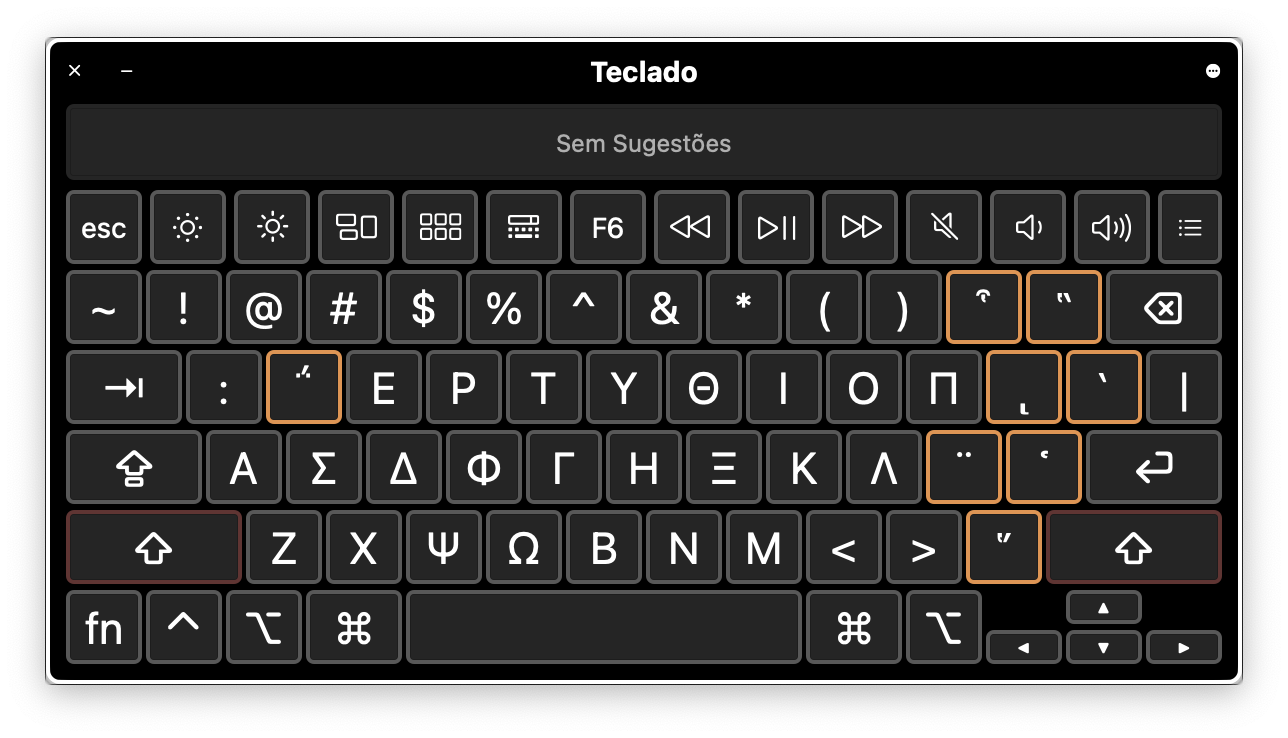 Teclado
Sem Sugestões
esc F6
~ ! @ # $ % ^ & * ( ) ῟ ῝
: ΅ Ε Ρ Τ Υ Θ Ι Ο Π ͺ ` |
Α Σ Δ Φ Γ Η Ξ Κ Λ ¨ ῾
Ζ Χ Ψ Ω Β Ν Μ < > ῞
fn ^ ⌥ ⌘ ⌘ ⌥